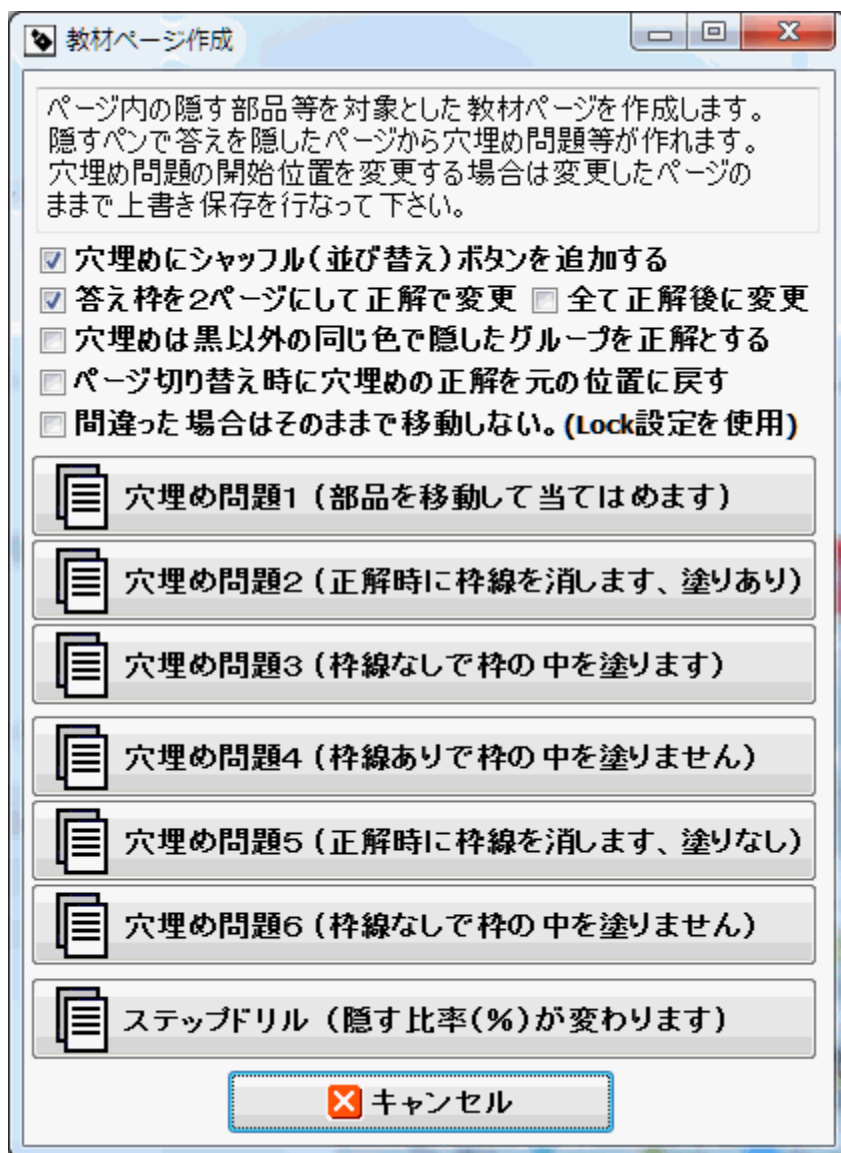 教材ページ作成
ページ内の隠す部品等を対象とした教材ページを作成します。
隠すペンで答えを隠したページから穴埋め問題等が作れます。
穴埋め問題の開始位置を変更する場合は変更したページの
ままで上書き保存を行なって下さい。
穴埋めにシャッフル(並び替え)ボタンを追加する
答え枠を2ページにして正解で変更 全て正解後に変更
穴埋めは黒以外の同じ色で隠したグループを正解とする
ページ切り替え時に穴埋めの正解を元の位置に戻す
間違った場合はそのままで移動しない。(Lock設定を使用)
穴埋め問題1(部品を移動して当てはめます)
穴埋め問題2(正解時に枠線を消します、塗りあり)
穴埋め問題3(枠線なしで枠の中を塗ります)
穴埋め問題4(枠線ありで枠の中を塗りません)
穴埋め問題5(正解時に枠線を消します、塗りなし)
穴埋め問題6(枠線なしで枠の中を塗りません)
ステップドリル (隠す比率(%)が変わります)
キャンセル